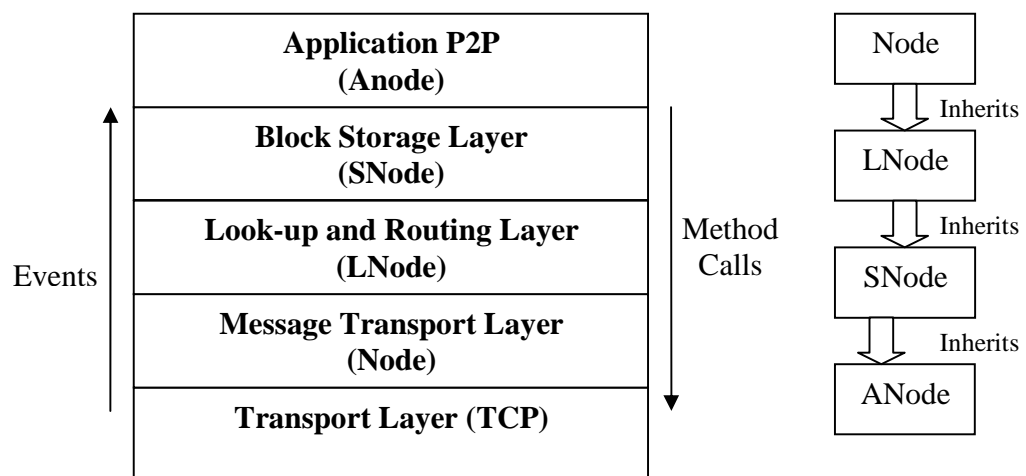 Application P2P
(Anode)
Block Storage Layer
(SNode)
Look-up and Routing Layer
(LNode)
Message Transport Layer
(Node)
Transport Layer (TCP)
Events
Method
Calls
Node
Inherits
LNode
Inherits
SNode
Inherits
ANode